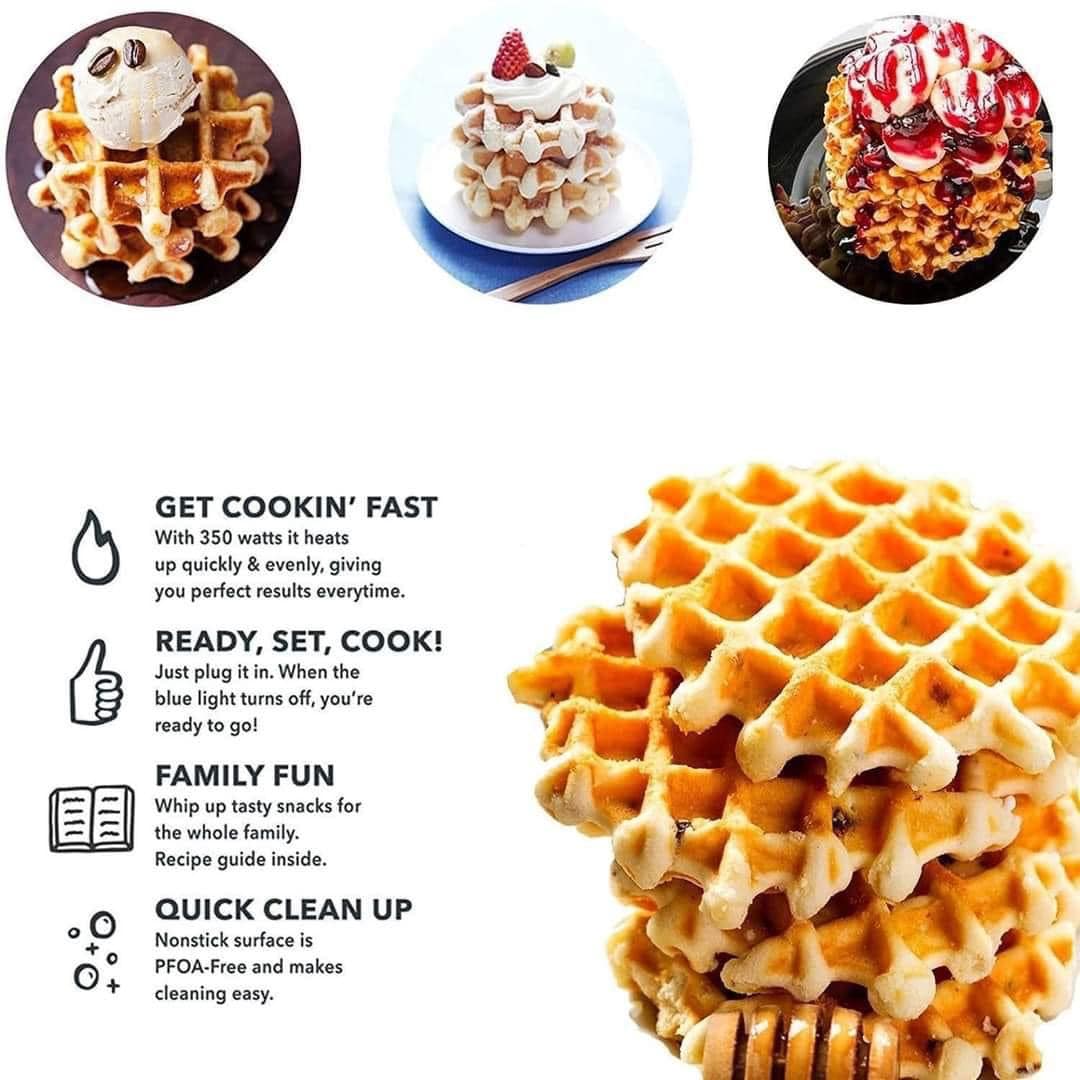 GET COOKIN’ FAST
With 350 watts it heats
up quickly & evenly, giving
you perfect results everytime.
READY, SET, COOK!
Just plug it in. When the
blue light turns off, you’re
ready to go!
FAMILY FUN
Whip up tasty snacks for
the whole family.
Recipe guide inside.
QUICK CLEAN UP
Nonstick surface is
PFOA-Free and makes
cleaning easy.